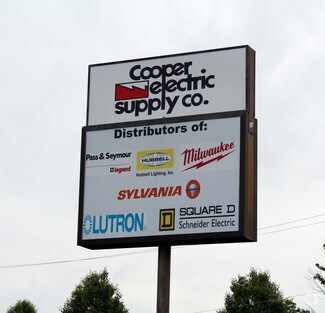 Cooper
electric
supply co.
Distributors of:
Pass & Seymour
legrand
HUBBELL
Hubbell Lighting, Inc.
Milwaukee
SYLVANIA
LUTRON
SQUARE D
Schneider Electric